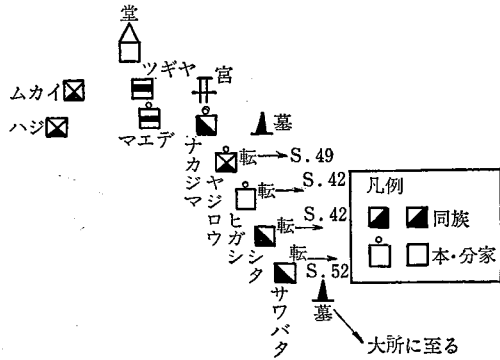 堂
ツギヤ
宮
ムカイ
ハジ
マエデ
墓
ナカジマ
転 S.49
ヤジロウ
転 S.42
ヒガシ
転 S.42
シタ
転 S.52
サワバタ
墓
大所に至る
凡例
同族
本・分家